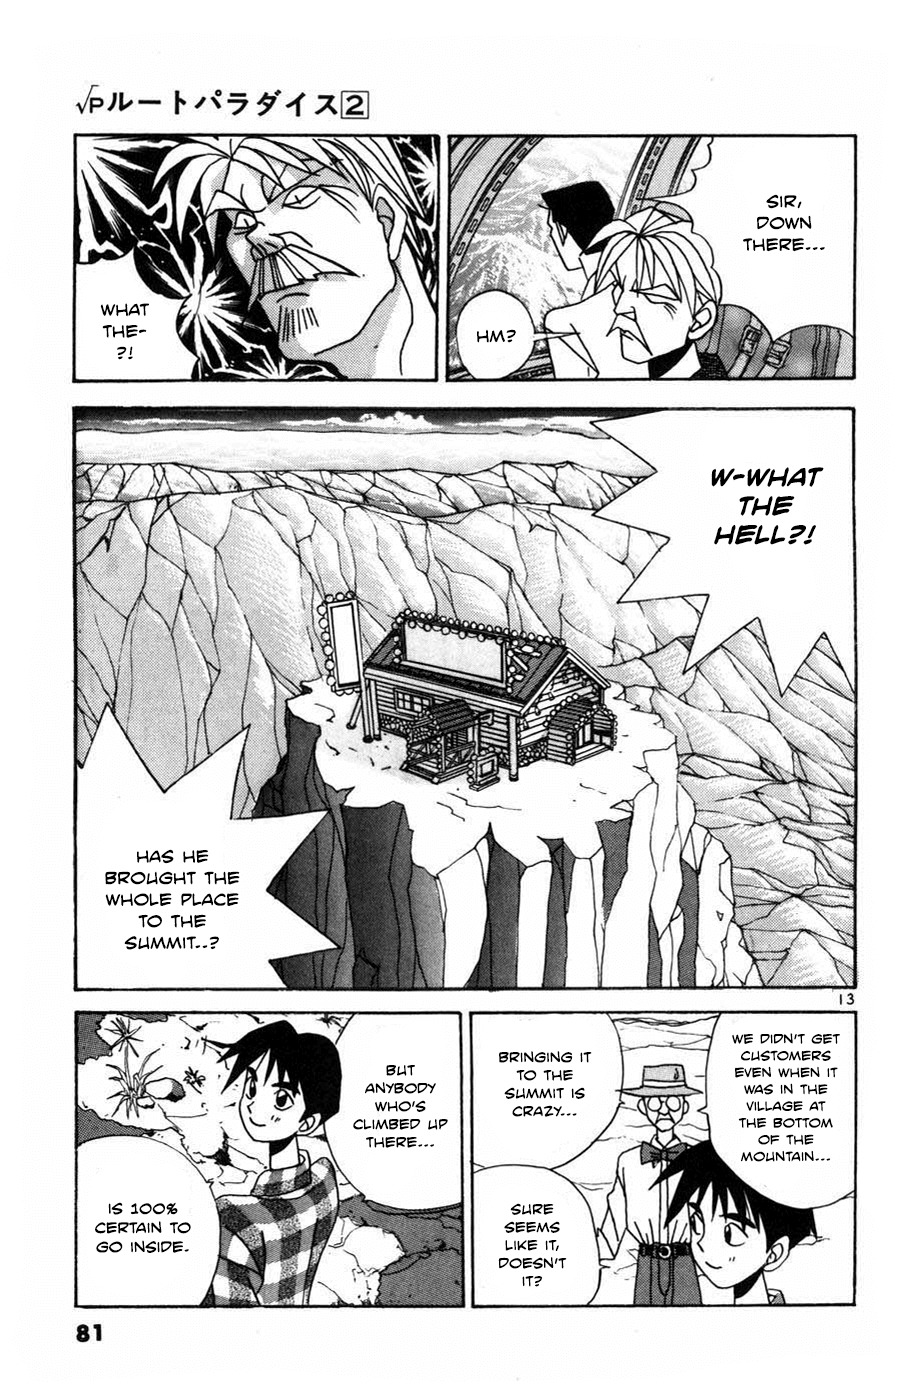 √Pルートパラダイス2
SIR,
DOWN
THERE...
HM?
WHAT
THE-
?!
W-WHAT
THE
HELL?!
HAS HE
BROUGHT THE
WHOLE PLACE
TO THE
SUMMIT..?
13
WE DIDN'T GET
CUSTOMERS
EVEN WHEN IT
WAS IN THE
VILLAGE AT
THE BOTTOM
OF THE
MOUNTAIN...
BRINGING IT
TO THE
SUMMIT IS
CRAZY...
SURE
SEEMS
LIKE IT,
DOESN'T
IT?
BUT
ANYBODY
WHO'S
CLIMBED UP
THERE...
IS 100%
CERTAIN TO
GO INSIDE.
81